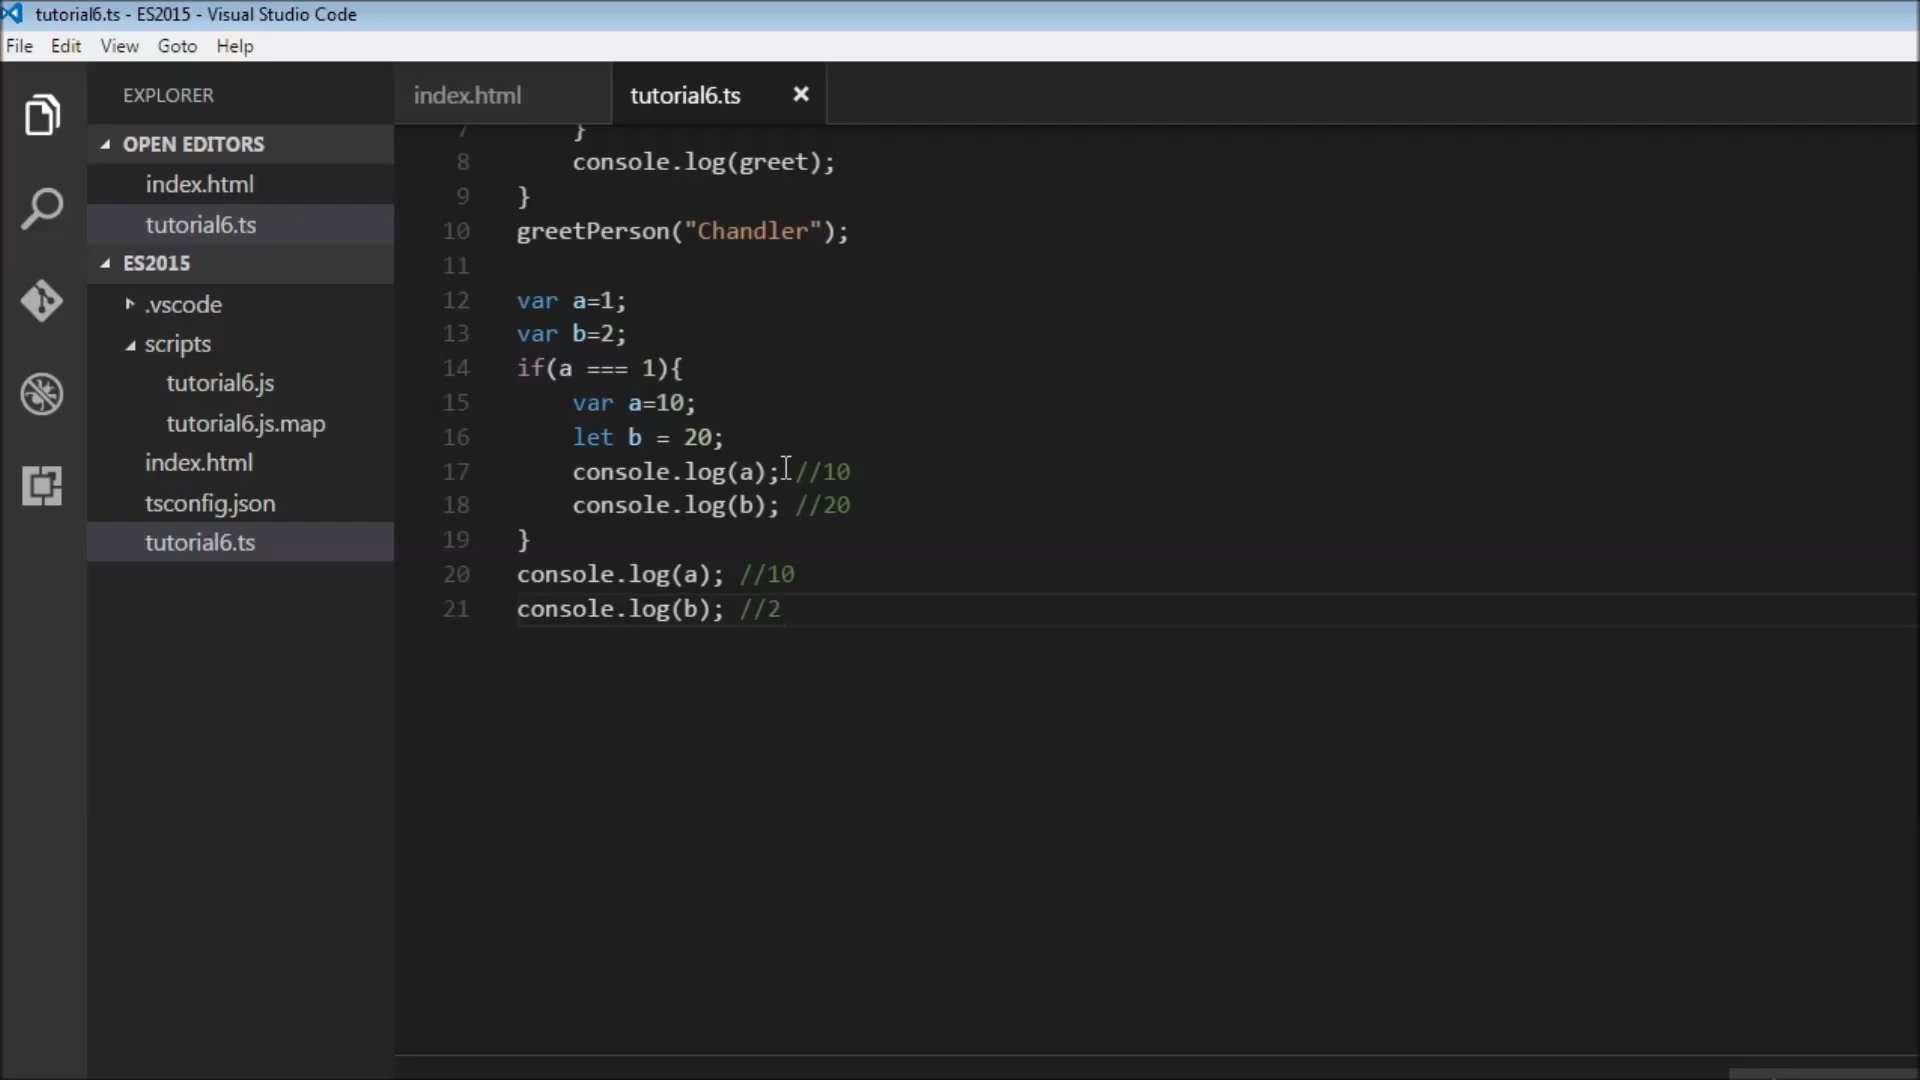 tutorial6.ts - ES2015 - Visual Studio Code
File Edit View Goto Help
EXPLORER
OPEN EDITORS
index.html
tutorial6.ts
ES2015
.vscode
scripts
tutorial6.js
tutorial6.js.map
index.html
tsconfig.json
tutorial6.ts
index.html tutorial6.ts
7 }
8 console.log(greet);
9 }
10 greetPerson("Chandler");
11
12 var a=1;
13 var b=2;
14 if(a === 1){
15 var a=10;
16 let b = 20;
17 console.log(a); //10
18 console.log(b); //20
19 }
20 console.log(a); //10
21 console.log(b); //2